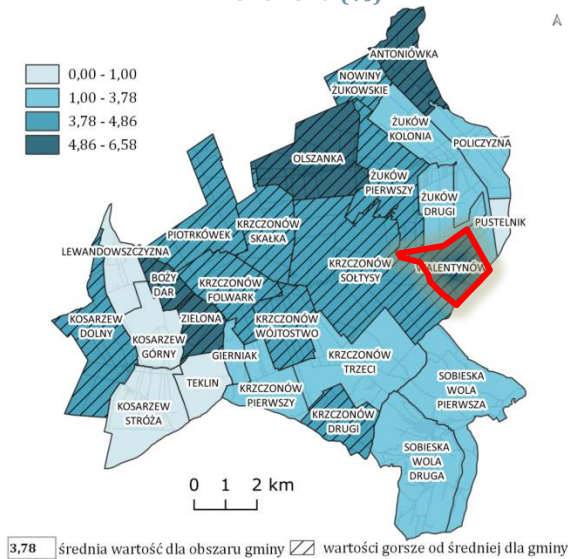 ANTONIÓWKA
NOWINY
ŻUKOWSKIE
0,00 - 1,00
1,00 - 3,78
3,78 - 4,86
4,86 - 6,58
ŻUKÓW
KOLONIA
POLICZYZNA
OLSZANKA
ŻUKÓW
PIERWSZY
ŻUKÓW
DRUGI
PUSTELNIK
PIOTRKÓWEK
KRZCZONÓW
SKAŁKA
LEWANDOWSZCZYZNA
KRZCZONÓW
SOŁTYSY
WALENTYNÓW
BOŻY
DAR
KRZCZONÓW
FOLWARK
KOSARZEW
DOLNY
ZIELONA
KRZCZONÓW
WÓJTOSTWO
KOSARZEW
GÓRNY
GIERNIAK
KRZCZONÓW
TRZECI
TEKLIN
KRZCZONÓW
PIERWSZY
SOBIESKA
WOLA
PIERWSZA
KOSARZEW
STRÓŻA
KRZCZONÓW
DRUGI
SOBIESKA
WOLA
DRUGA
0 1 2 km
3,78 średnia wartość dla obszaru gminy wartości gorsze od średniej dla gminy